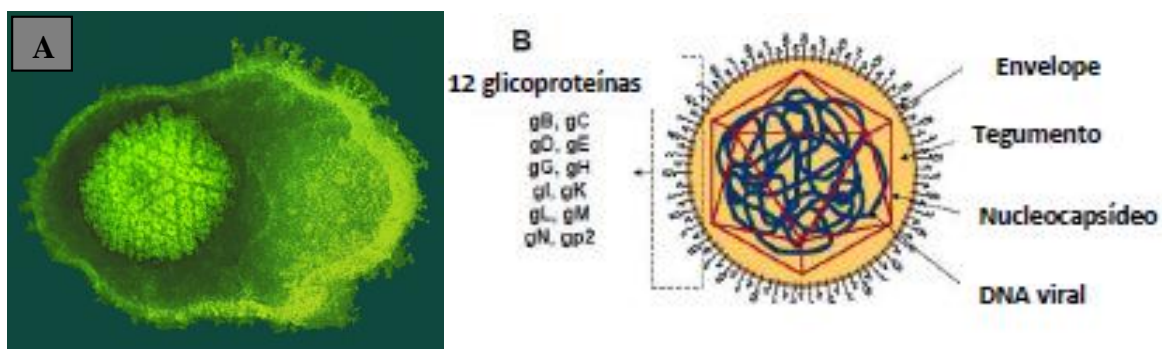 A
B
12 glicoproteínas
gB, gC
gD, gE
gG, gH
gI, gK
gL, gM
gN, gp2
Envelope
Tegumento
Nucleocapsídeo
DNA viral